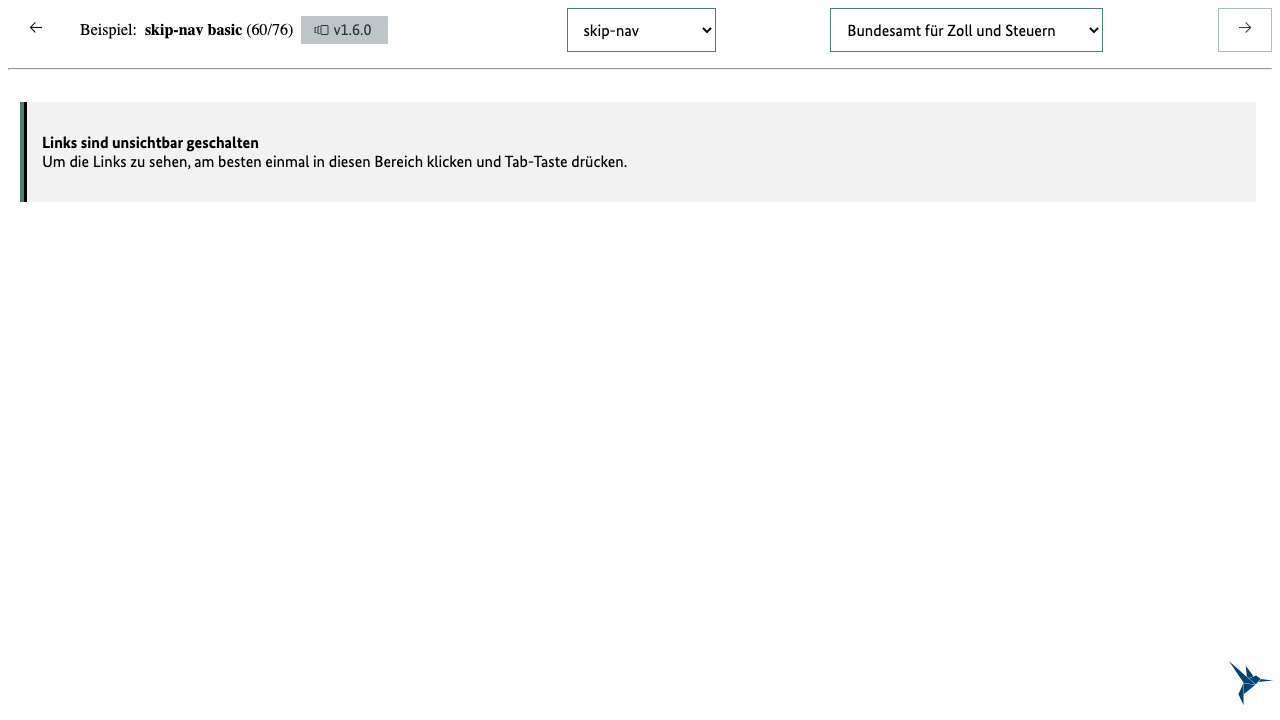 Beispiel: skip-nav basic (60/76) v1.6.0 skip-nav Bundesamt für Zoll und Steuern
Links sind unsichtbar geschalten
Um die Links zu sehen, am besten einmal in diesen Bereich klicken und Tab-Taste drücken.